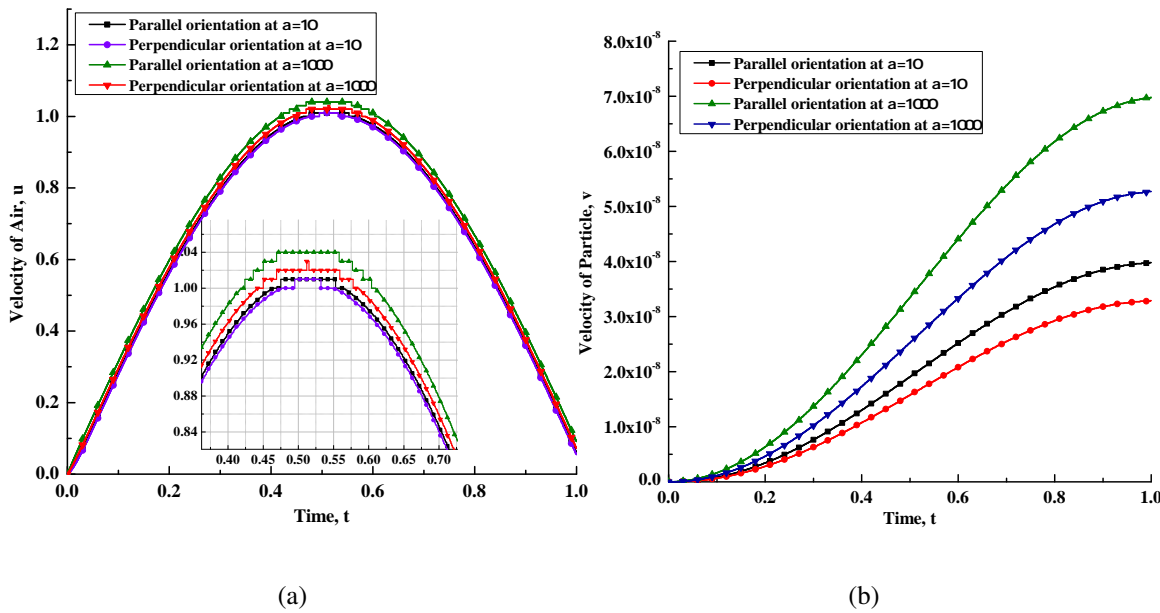 1.2
1.0
0.8
0.6
0.4
0.2
0.0
Velocity of Air, u
Parallel orientation at a=10
Perpendicular orientation at a=10
Parallel orientation at a=1000
Perpendicular orientation at a=1000
1.04
1.00
0.96
0.92
0.88
0.84
0.40 0.45 0.50 0.55 0.60 0.65 0.70
0.0 0.2 0.4 0.6 0.8 1.0
Time, t
(a)
8.0x10⁻⁸
7.0x10⁻⁸
6.0x10⁻⁸
5.0x10⁻⁸
4.0x10⁻⁸
3.0x10⁻⁸
2.0x10⁻⁸
1.0x10⁻⁸
0.0
Velocity of Particle, v
Parallel orientation at a=10
Perpendicular orientation at a=10
Parallel orientation at a=1000
Perpendicular orientation at a=1000
0.0 0.2 0.4 0.6 0.8 1.0
Time, t
(b)